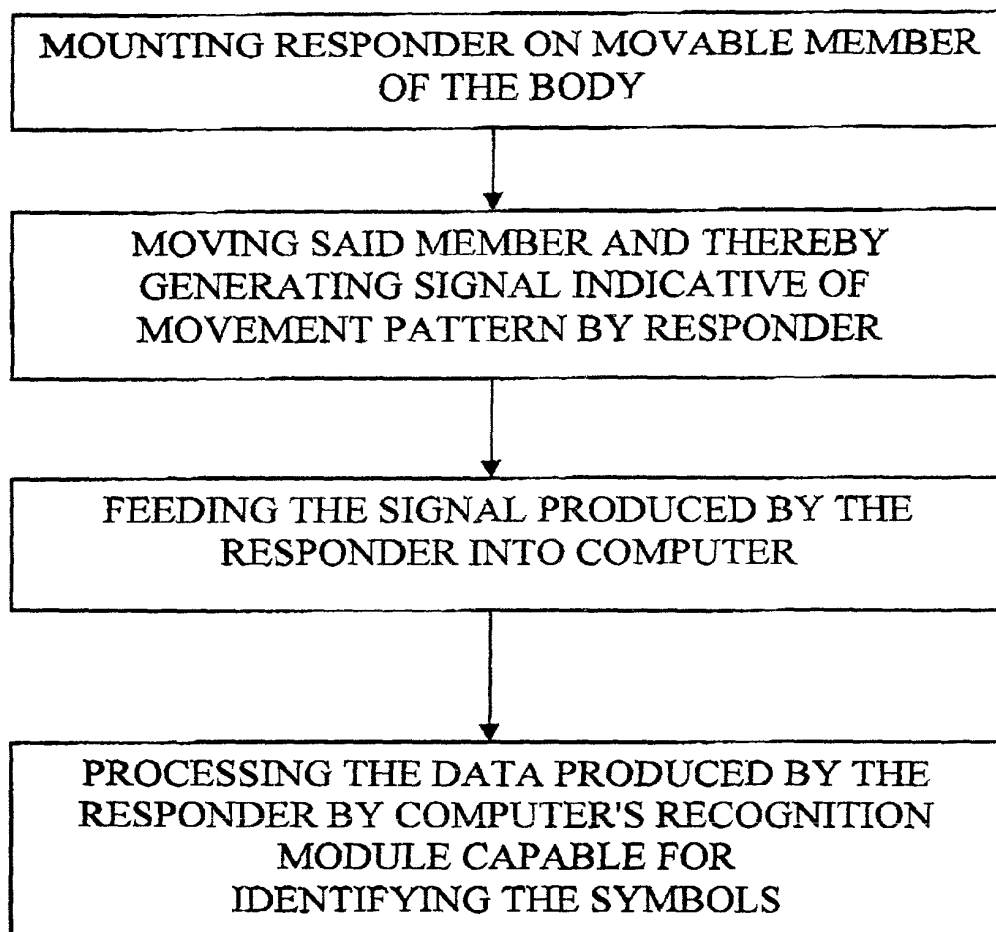 MOUNTING RESPONDER ON MOVABLE MEMBER
OF THE BODY
MOVING SAID MEMBER AND THEREBY
GENERATING SIGNAL INDICATIVE OF
MOVEMENT PATTERN BY RESPONDER
FEEDING THE SIGNAL PRODUCED BY THE
RESPONDER INTO COMPUTER
PROCESSING THE DATA PRODUCED BY THE
RESPONDER BY COMPUTER'S RECOGNITION
MODULE CAPABLE FOR
IDENTIFYING THE SYMBOLS